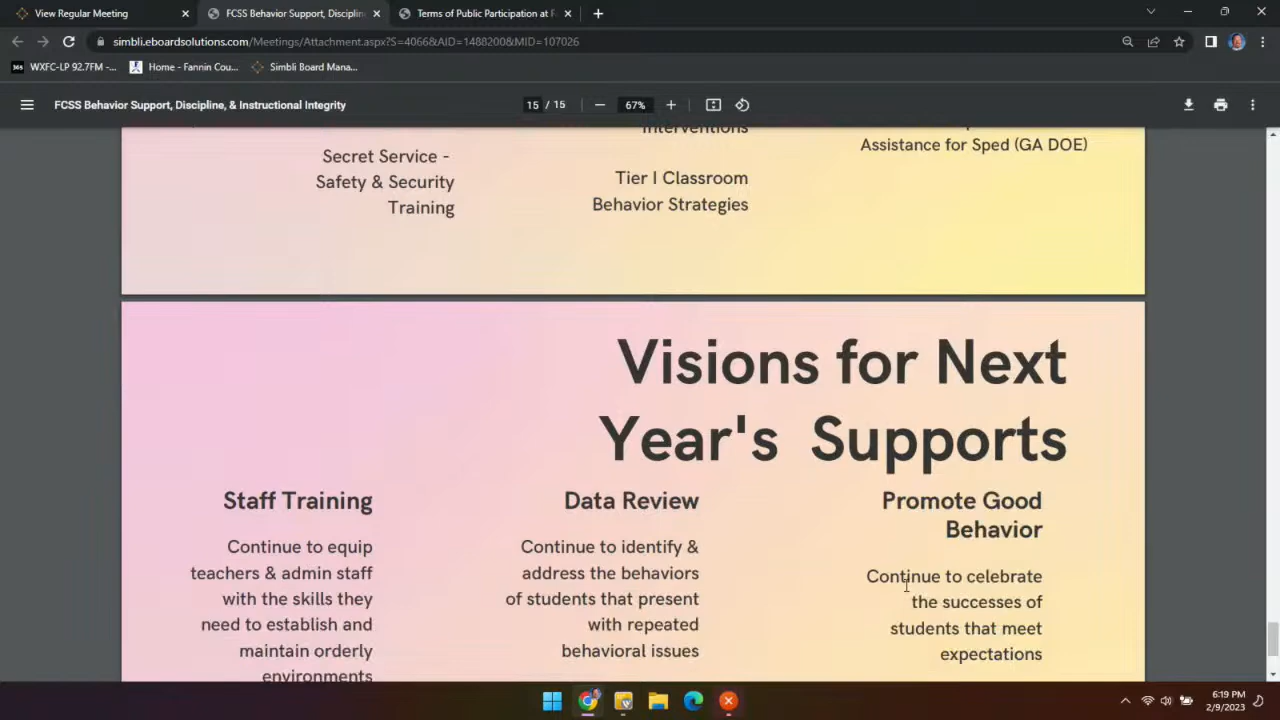 View Regular Meeting
FCSS Behavior Support, Disciplin
Terms of Public Participation at R
simbli.eboardsolutions.com/Meetings/Attachment.aspx?S=4066&AID=1488200&MID=107026
WXFC-LP 92.7FM -...
Home - Fannin Cou...
Simbli Board Mana...
FCSS Behavior Support, Discipline, & Instructional Integrity
15 / 15
67%
Secret Service -
Safety & Security
Training
Interventions
Tier I Classroom
Behavior Strategies
Assistance for Sped (GA DOE)
Visions for Next
Year's Supports
Staff Training
Continue to equip
teachers & admin staff
with the skills they
need to establish and
maintain orderly
environments
Data Review
Continue to identify &
address the behaviors
of students that present
with repeated
behavioral issues
Promote Good
Behavior
Continue to celebrate
the successes of
students that meet
expectations
6:19 PM
2/9/2023